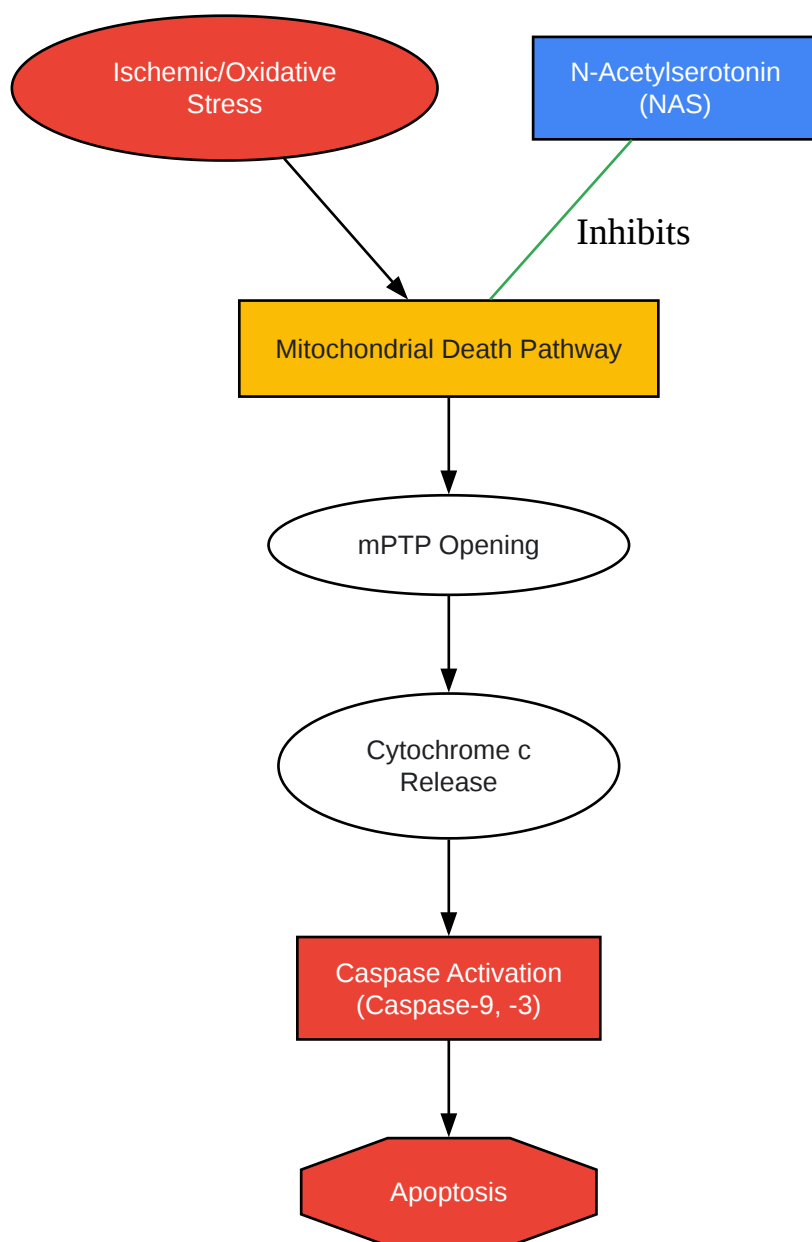 Ischemic/Oxidative
Stress
N-Acetylserotonin
(NAS)
Inhibits
Mitochondrial Death Pathway
mPTP Opening
Cytochrome c
Release
Caspase Activation
(Caspase-9, -3)
Apoptosis